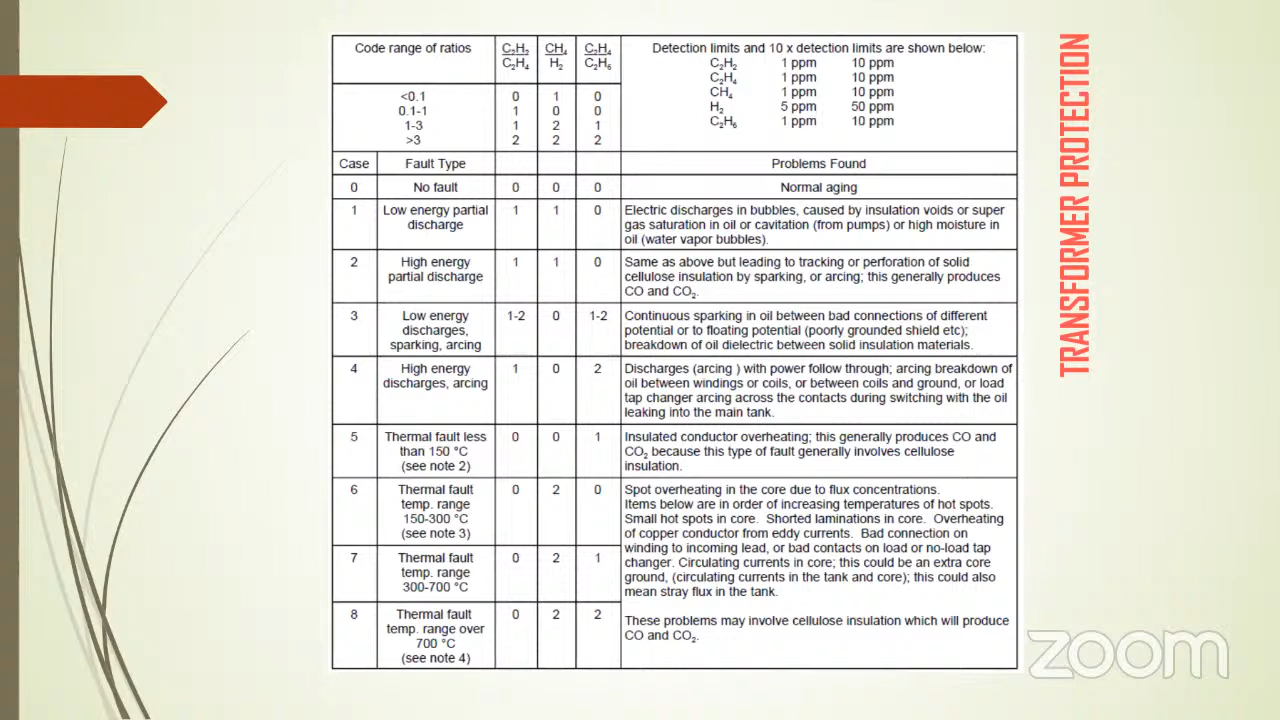 Code range of ratios C₂H₂/C₂H₄ CH₄/H₂ C₂H₄/C₂H₆
Detection limits and 10 x detection limits are shown below:
C₂H₂ 1 ppm 10 ppm
C₂H₄ 1 ppm 10 ppm
CH₄ 1 ppm 10 ppm
H₂ 5 ppm 50 ppm
C₂H₆ 1 ppm 10 ppm
<0.1 0 1 0
0.1-1 1 0 0
1-3 1 2 1
>3 2 2 2
Case Fault Type Problems Found
0 No fault 0 0 0 Normal aging
1 Low energy partial 1 1 0 Electric discharges in bubbles, caused by insulation voids or super
discharge gas saturation in oil or cavitation (from pumps) or high moisture in
oil (water vapor bubbles).
2 High energy 1 1 0 Same as above but leading to tracking or perforation of solid
partial discharge cellulose insulation by sparking, or arcing; this generally produces
CO and CO₂.
3 Low energy 1-2 0 1-2 Continuous sparking in oil between bad connections of different
discharges, potential or to floating potential (poorly grounded shield etc);
sparking, arcing breakdown of oil dielectric between solid insulation materials.
4 High energy 1 0 2 Discharges (arcing ) with power follow through; arcing breakdown of
discharges, arcing oil between windings or coils, or between coils and ground, or load
tap changer arcing across the contacts during switching with the oil
leaking into the main tank.
5 Thermal fault less 0 0 1 Insulated conductor overheating; this generally produces CO and
than 150 °C CO₂ because this type of fault generally involves cellulose
(see note 2) insulation.
6 Thermal fault 0 2 0 Spot overheating in the core due to flux concentrations.
temp. range Items below are in order of increasing temperatures of hot spots.
150-300 °C Small hot spots in core. Shorted laminations in core. Overheating
(see note 3) of copper conductor from eddy currents. Bad connection on
winding to incoming lead, or bad contacts on load or no-load tap
7 Thermal fault 0 2 1 changer. Circulating currents in core; this could be an extra core
temp. range ground, (circulating currents in the tank and core); this could also
300-700 °C mean stray flux in the tank.
8 Thermal fault 0 2 2 These problems may involve cellulose insulation which will produce
temp. range over CO and CO₂.
700 °C
(see note 4)
TRANSFORMER PROTECTION
zoom